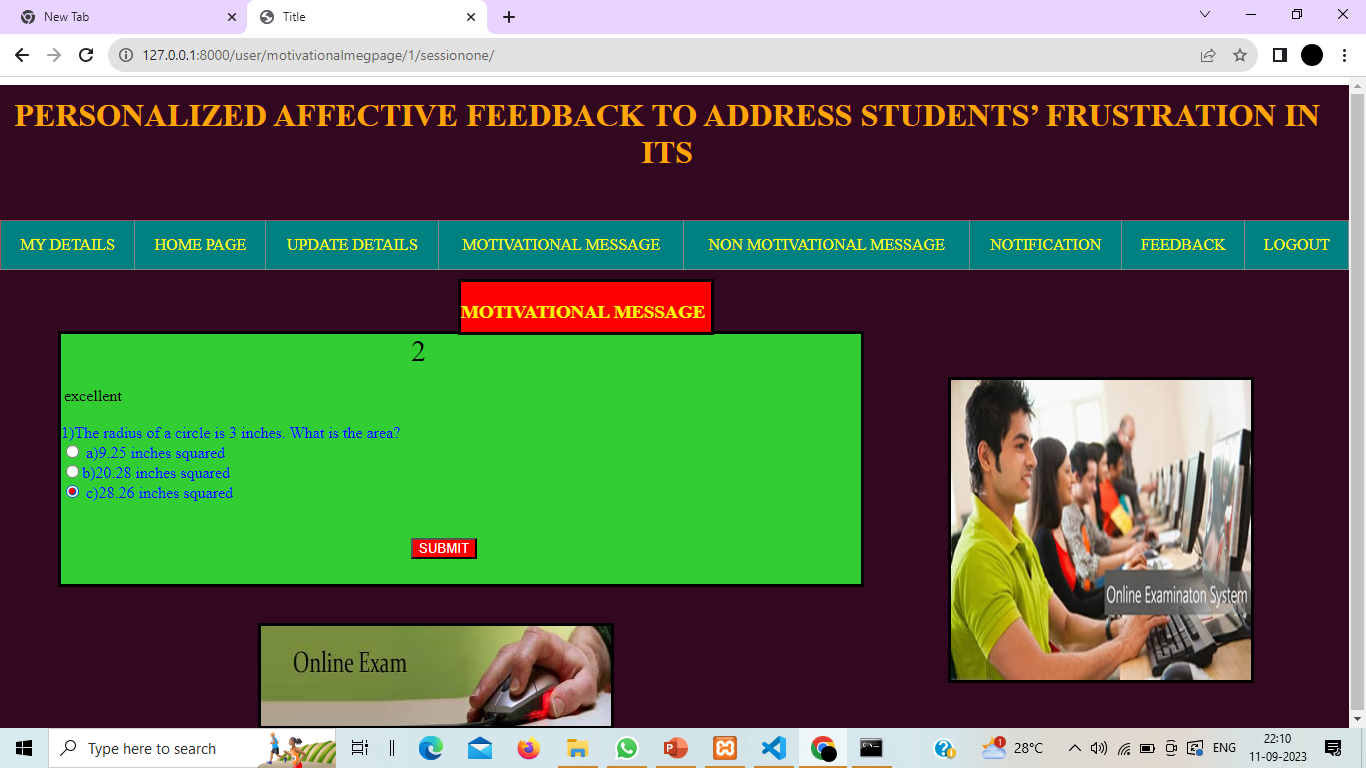 New Tab
Title
127.0.0.1:8000/user/motivationalmegpage/1/sessionone/
PERSONALIZED AFFECTIVE FEEDBACK TO ADDRESS STUDENTS’ FRUSTRATION IN
ITS
MY DETAILS HOME PAGE UPDATE DETAILS MOTIVATIONAL MESSAGE NON MOTIVATIONAL MESSAGE NOTIFICATION FEEDBACK LOGOUT
MOTIVATIONAL MESSAGE
2
excellent
1)The radius of a circle is 3 inches. What is the area?
a)9.25 inches squared
b)20.28 inches squared
c)28.26 inches squared
SUBMIT
Online Examinaton System
Online Exam
Type here to search
1
28°C
ENG
22:10
11-09-2023